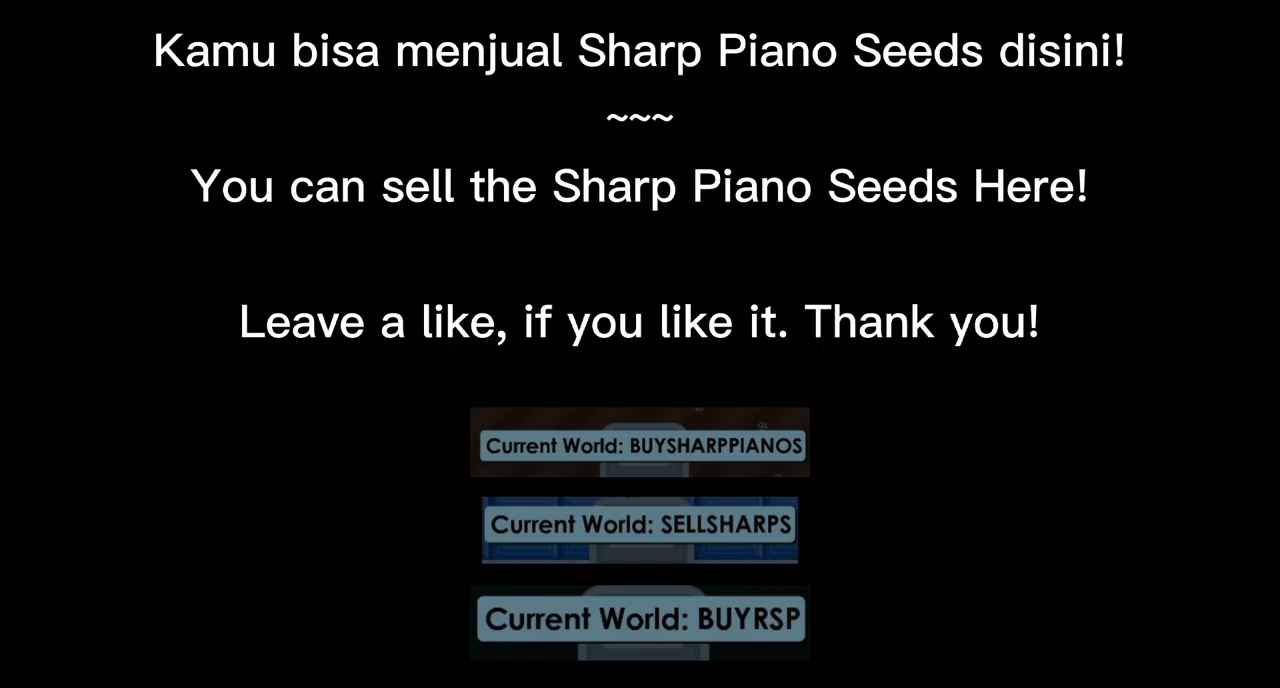 Kamu bisa menjual Sharp Piano Seeds disini!
~~~
You can sell the Sharp Piano Seeds Here!
Leave a like, if you like it. Thank you!
Current World: BUYSHARPPIANOS
Current World: SELLSHARPS
Current World: BUYRSP